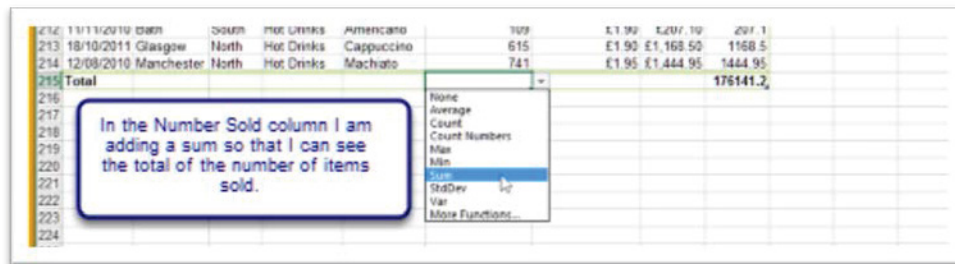 212 11/11/2010 Bath South Hot Drinks Americano 109 £1.90 £207.10 207.1
213 18/10/2011 Glasgow North Hot Drinks Cappuccino 615 £1.90 £1,168.50 1168.5
214 12/08/2010 Manchester North Hot Drinks Machiato 741 £1.95 £1,444.95 1444.95
215 Total 176141.2
216
217
218
219
220
221
222
223
224
In the Number Sold column I am
adding a sum so that I can see
the total of the number of items
sold.
None
Average
Count
Count Numbers
Max
Min
Sum
StdDev
Var
More Functions...